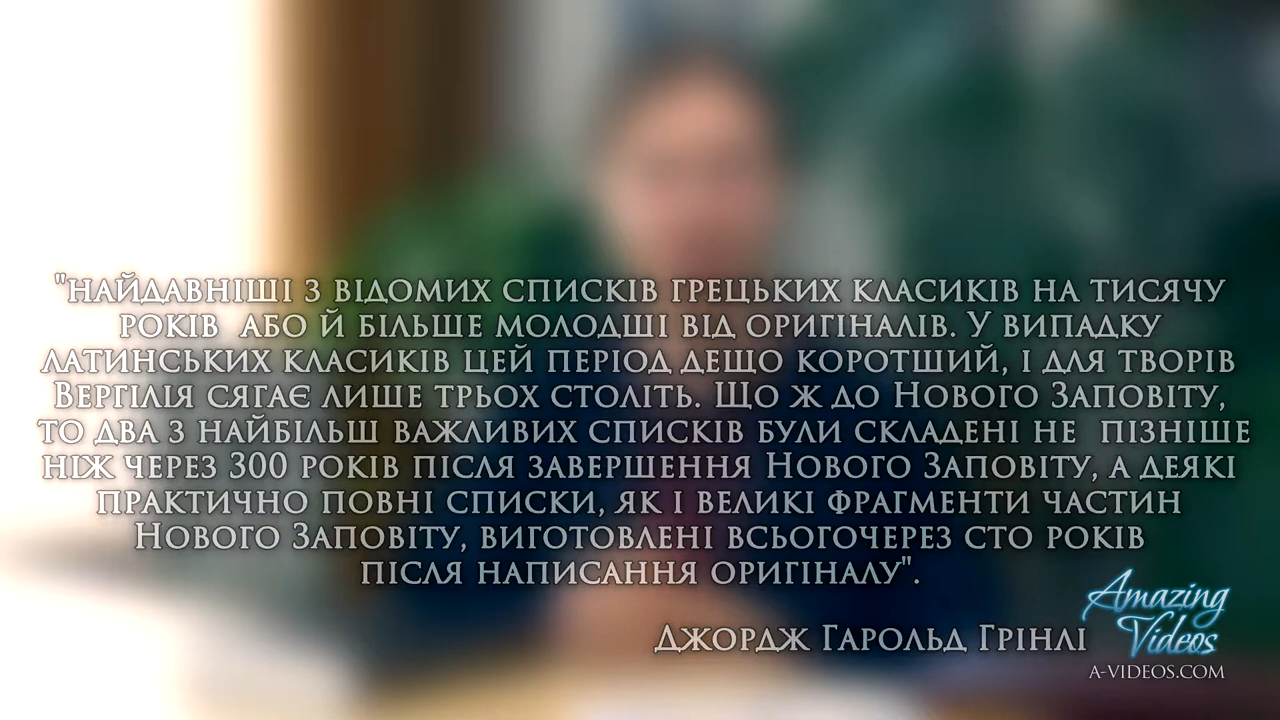 "НАЙДАВНІШІ З ВІДОМИХ СПИСКІВ ГРЕЦЬКИХ КЛАСИКІВ НА ТИСЯЧУ
РОКІВ АБО Й БІЛЬШЕ МОЛОДШІ ВІД ОРИГІНАЛІВ. У ВИПАДКУ
ЛАТИНСЬКИХ КЛАСИКІВ ЦЕЙ ПЕРІОД ДЕЩО КОРОТШИЙ, І ДЛЯ ТВОРІВ
ВЕРГІЛІЯ СЯГАЄ ЛИШЕ ТРЬОХ СТОЛІТЬ. ЩО Ж ДО НОВОГО ЗАПОВІТУ,
ТО ДВА З НАЙБІЛЬШ ВАЖЛИВИХ СПИСКІВ БУЛИ СКЛАДЕНІ НЕ ПІЗНІШЕ
НІЖ ЧЕРЕЗ 300 РОКІВ ПІСЛЯ ЗАВЕРШЕННЯ НОВОГО ЗАПОВІТУ, А ДЕЯКІ
ПРАКТИЧНО ПОВНІ СПИСКИ, ЯК І ВЕЛИКІ ФРАГМЕНТИ ЧАСТИН
НОВОГО ЗАПОВІТУ, ВИГОТОВЛЕНІ ВСЬОГОЧЕРЕЗ СТО РОКІВ
ПІСЛЯ НАПИСАННЯ ОРИГІНАЛУ".
ДЖОРДЖ ГАРОЛЬД ГРІНЛІ
Amazing
Videos
A-VIDEOS.COM